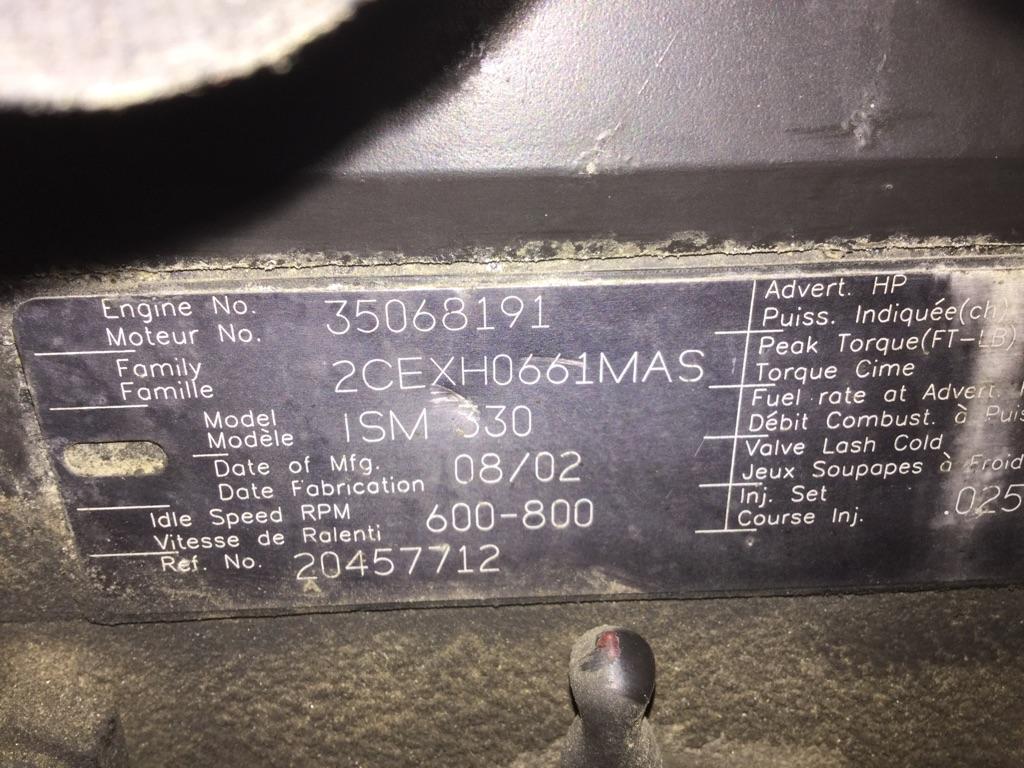 Engine No.
Moteur No. 35068191
Family
Famille 2CEXH0661MAS
Model
Modèle ISM 330
Date of Mfg.
Date Fabrication 08/02
Idle Speed RPM
Vitesse de Ralenti 600-800
Ref. No. 20457712
Advert. HP
Puiss. Indiquée(ch)
Peak Torque(FT-LB)
Torque Cime
Fuel rate at Advert.
Débit Combust. à
Valve Lash Cold
Jeux Soupapes à Froid
Inj. Set
Course Inj. .025